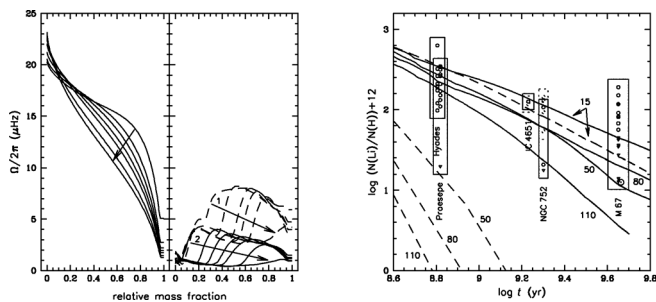 Ω/2π (μHz)
25
20
15
10
5
0
0 0.2 0.4 0.6 0.8 1 0 0.2 0.4 0.6 0.8 1
relative mass fraction
1
2
log (N(Li)/N(H))+12
3
2
1
0
8.6 8.8 9 9.2 9.4 9.6 9.8
log t (yr)
Hyades
Praesepe
IC 4651
NGC 752
M 67
15
50
80
110
50
80
110